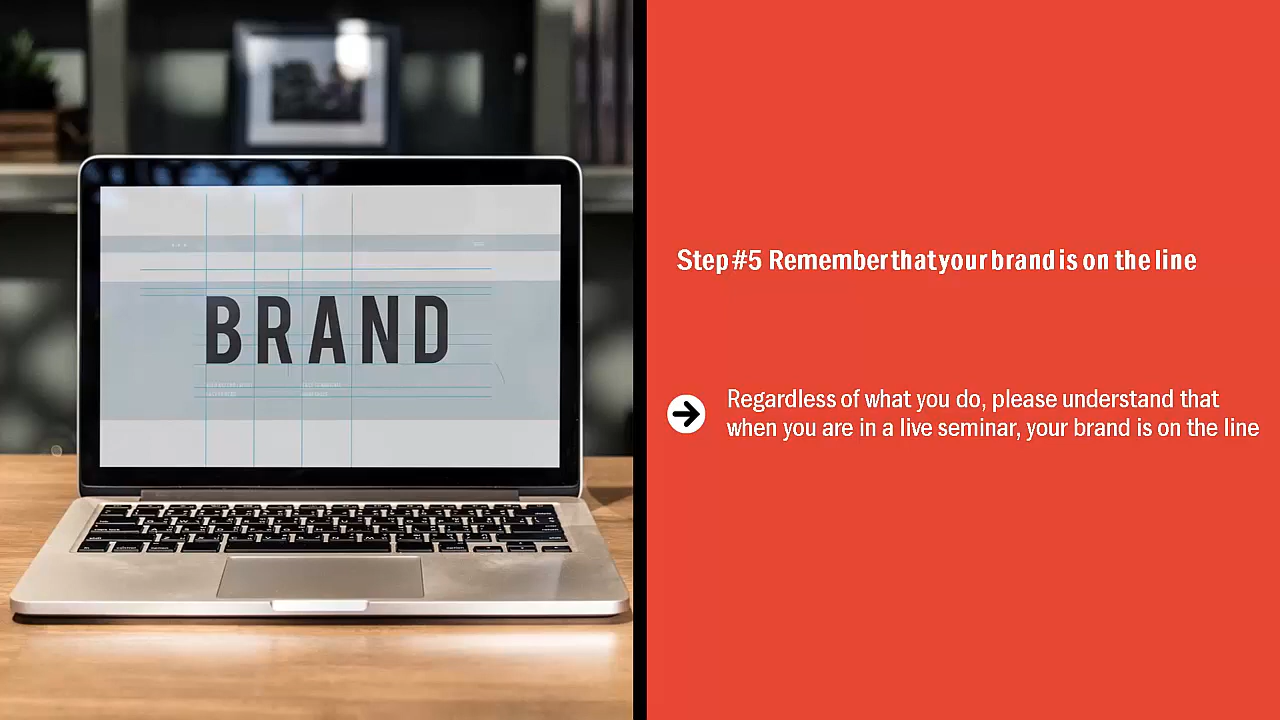 BRAND
Step #5 Remember that your brand is on the line
Regardless of what you do, please understand that
when you are in a live seminar, your brand is on the line